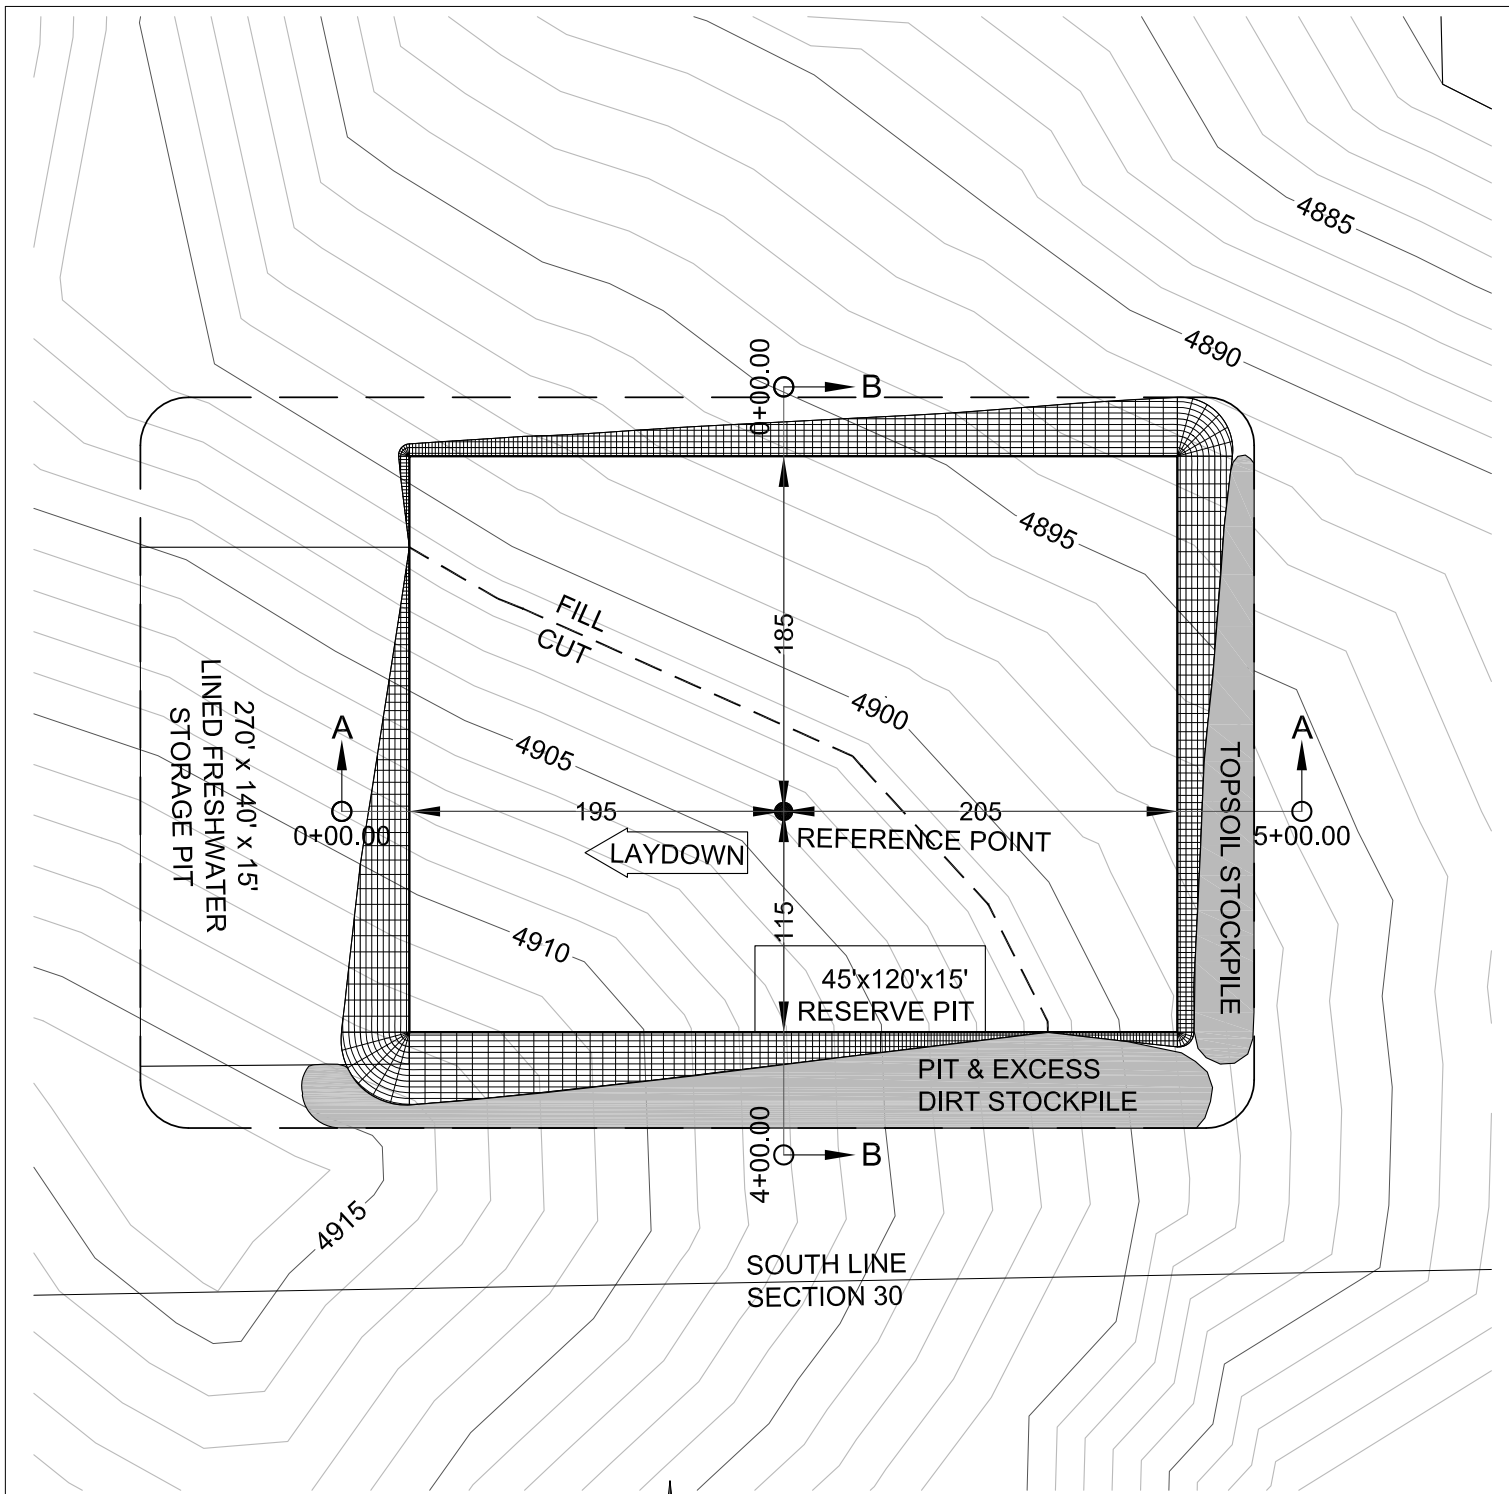 4885
4890
0+00.00
B
4895
FILL
CUT
185
4900
4905
A
A
270' x 140' x 15'
LINED FRESHWATER
STORAGE PIT
TOPSOIL STOCKPILE
195
205
0+00.00
5+00.00
REFERENCE POINT
LAYDOWN
115
4910
45'x120'x15'
RESERVE PIT
PIT & EXCESS
DIRT STOCKPILE
4+00.00
B
4915
SOUTH LINE
SECTION 30